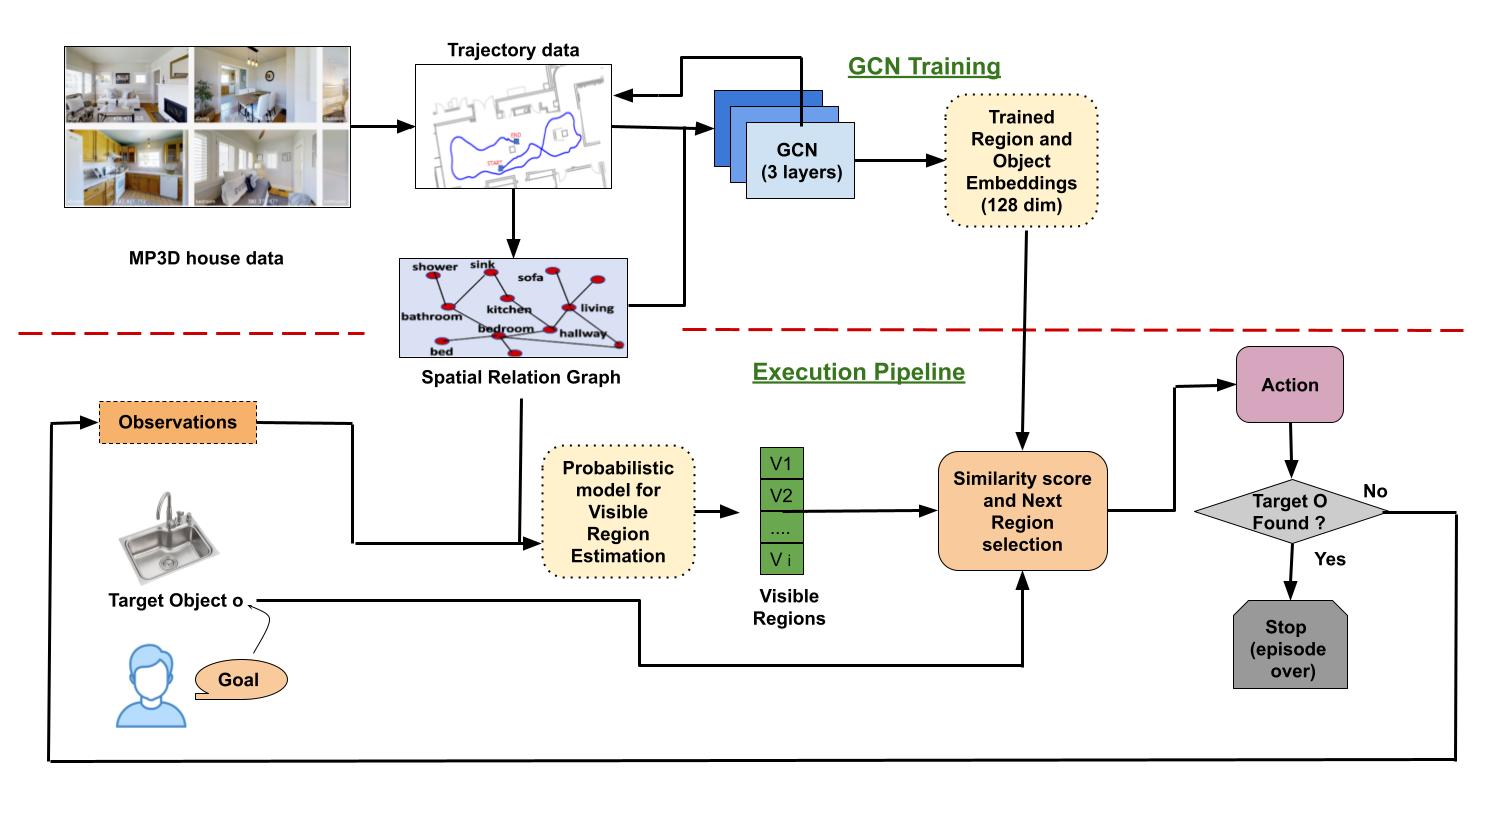 Trajectory data
GCN Training
END
START
GCN
(3 layers)
Trained
Region and
Object
Embeddings
(128 dim)
MP3D house data
shower
sink
sofa
kitchen
living
bathroom
bedroom
hallway
bed
Spatial Relation Graph
Execution Pipeline
Action
Observations
Probabilistic
model for
Visible
Region
Estimation
V1
V2
....
V i
Visible
Regions
Similarity score
and Next
Region
selection
Target O
Found ?
No
Yes
Stop
(episode
over)
Target Object o
Goal